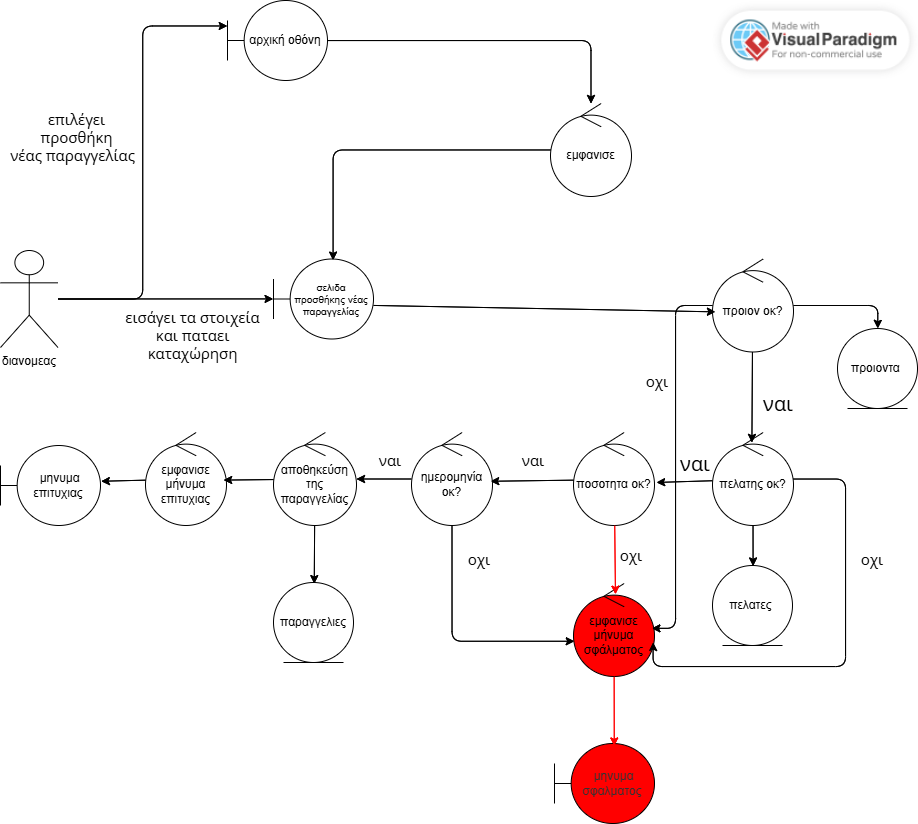 αρχική οθόνη
Made with
Visual Paradigm
For non-commercial use
επιλέγει
προσθήκη
νέας παραγγελίας
εμφανισε
σελιδα
προσθήκης νέας
παραγγελίας
προιον οκ?
εισάγει τα στοιχεία
και παταει
καταχώρηση
διανομεας
προιοντα
οχι
ναι
μηνυμα
επιτυχιας
εμφανισε
μήνυμα
επιτυχιας
αποθηκεύση
της
παραγγελίας
ναι
ημερομηνία
οκ?
ναι
ποσοτητα οκ?
ναι
πελατης οκ?
οχι
οχι
οχι
παραγγελιες
εμφανισε
μήνυμα
σφάλματος
πελατες
μηνυμα
σφαλματος